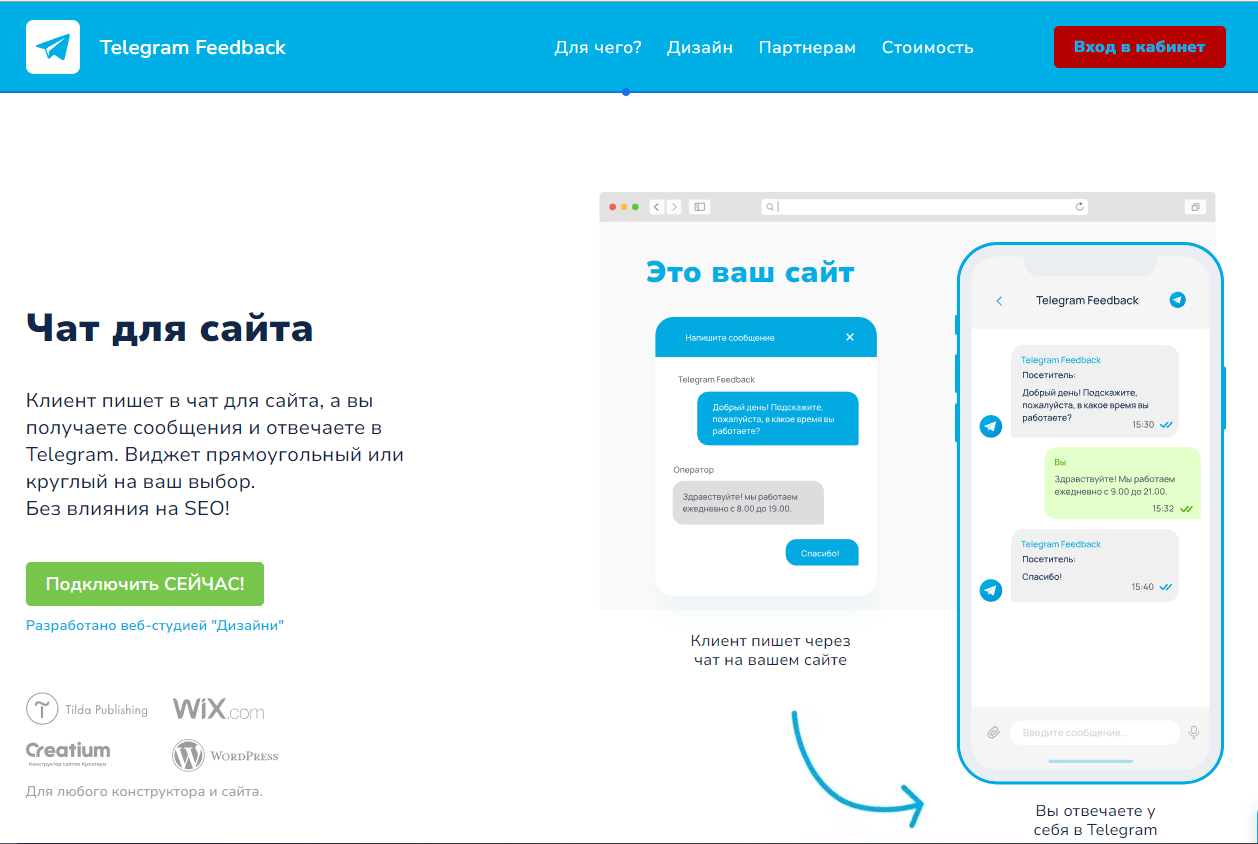 Telegram Feedback
Для чего?
Дизайн
Партнерам
Стоимость
Вход в кабинет
Чат для сайта
Клиент пишет в чат для сайта, а вы
получаете сообщения и отвечаете в
Telegram. Виджет прямоугольный или
круглый на ваш выбор.
Без влияния на SEO!
Подключить СЕЙЧАС!
Разработано веб-студией "Дизайни"
Tilda Publishing
WiX.com
Creatium
Конструктор сайтов Креатиум
WORDPRESS
Для любого конструктора и сайта.
Это ваш сайт
Напишите сообщение
Telegram Feedback
Добрый день! Подскажите,
пожалуйста, в какое время вы
работаете?
Оператор
Здравствуйте! мы работаем
ежедневно с 8.00 до 19.00.
Спасибо!
Клиент пишет через
чат на вашем сайте
Telegram Feedback
Telegram Feedback
Посетитель:
Добрый день! Подскажите,
пожалуйста, в какое время вы
работаете?
15:30
Вы
Здравствуйте! Мы работаем
ежедневно с 9.00 до 21.00.
15:32
Telegram Feedback
Посетитель:
Спасибо!
15:40
Введите сообщение...
Вы отвечаете у
себя в Telegram